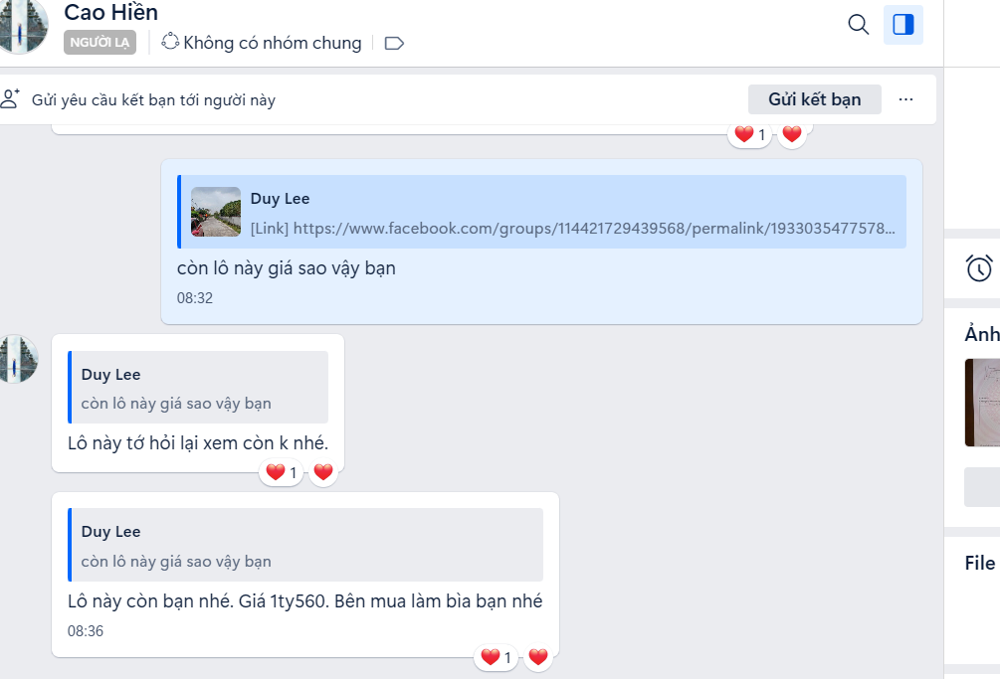 Cao Hiền
NGƯỜI LẠ
Không có nhóm chung
Gửi yêu cầu kết bạn tới người này
Gửi kết bạn
...
1
Duy Lee
[Link] https://www.facebook.com/groups/114421729439568/permalink/1933035477578...
còn lô này giá sao vậy bạn
08:32
Duy Lee
còn lô này giá sao vậy bạn
Lô này tớ hỏi lại xem còn k nhé.
1
Duy Lee
còn lô này giá sao vậy bạn
Lô này còn bạn nhé. Giá 1ty560. Bên mua làm bìa bạn nhé
08:36
1
Ảnh
File